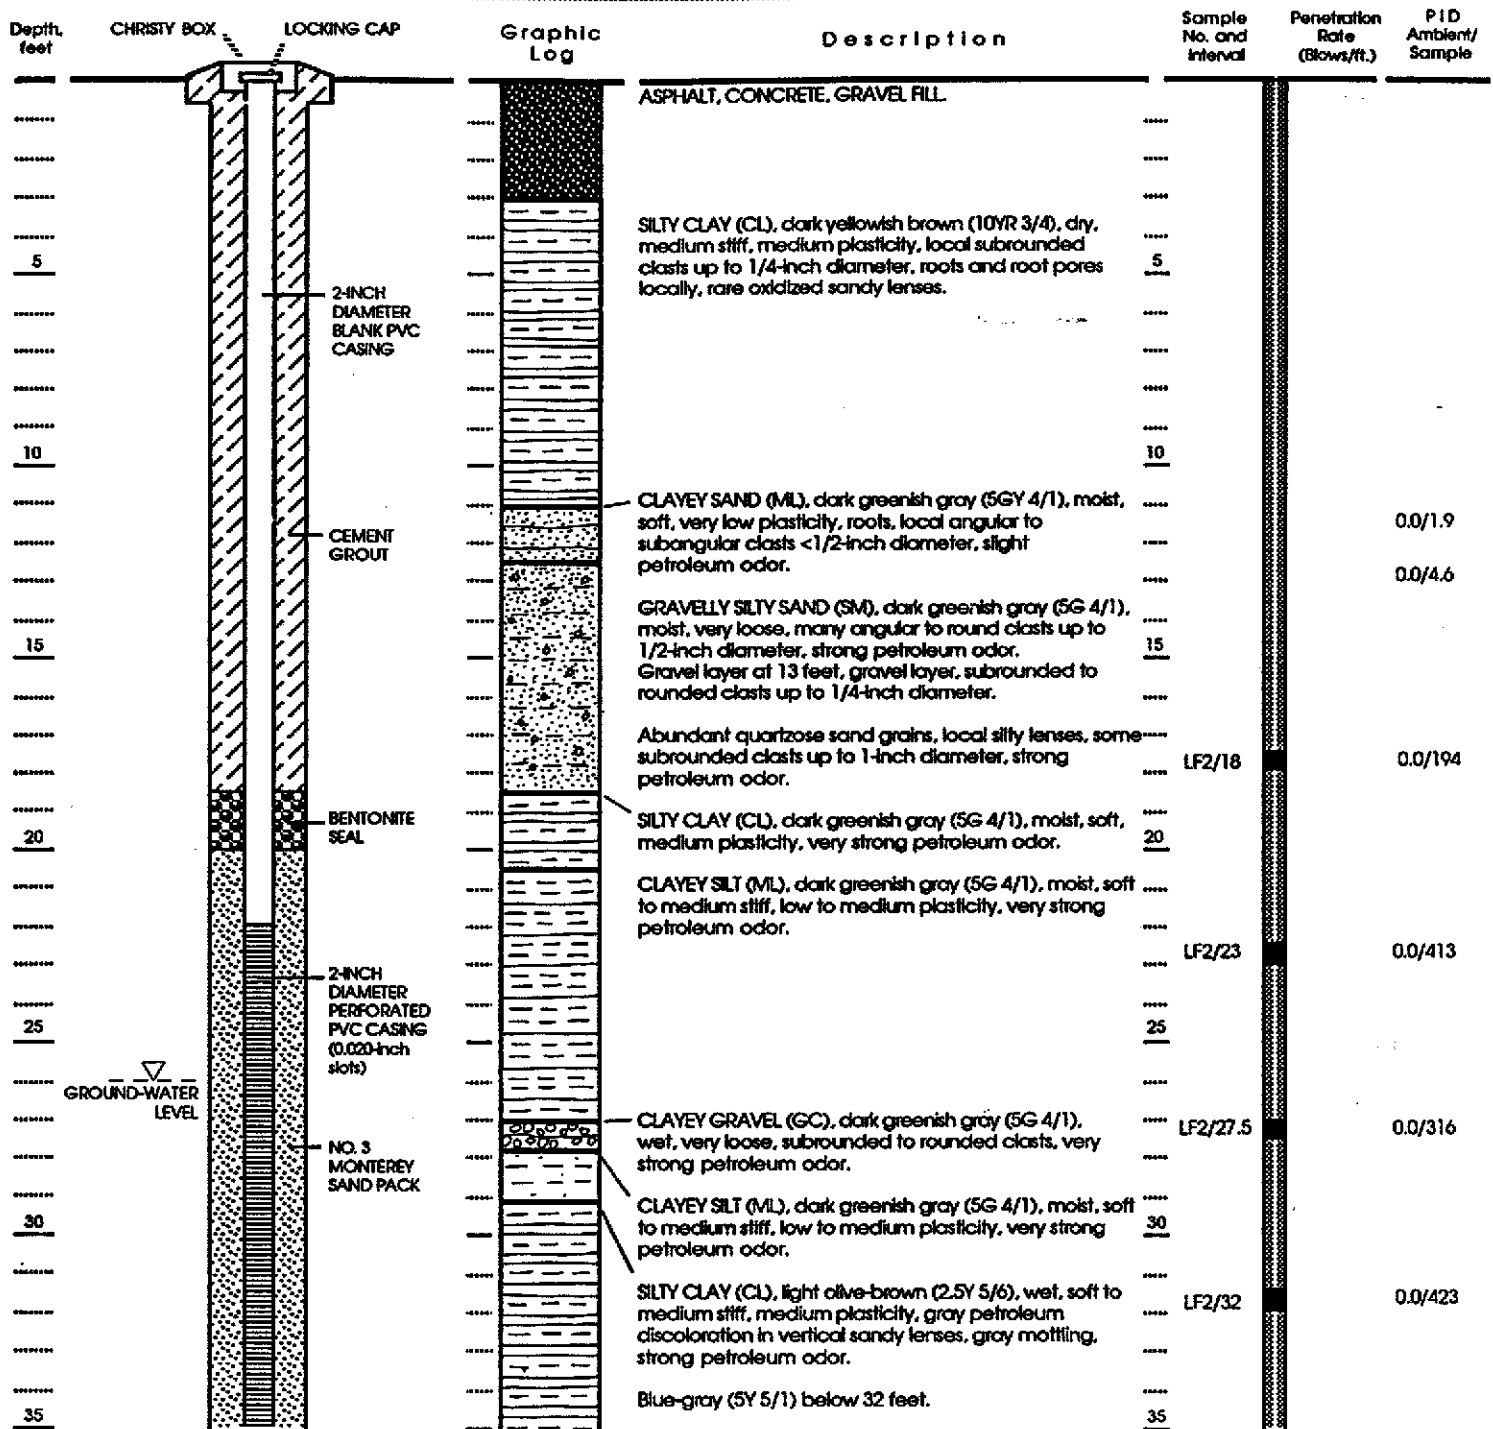 Depth, feet
CHRISTY BOX
LOCKING CAP
Graphic Log
Description
Sample No. and Interval
Penetration Rate (Blows/ft.)
PID Ambient/ Sample
5
10
15
20
25
30
35
2-INCH
DIAMETER
BLANK PVC
CASING
CEMENT
GROUT
BENTONITE
SEAL
2-INCH
DIAMETER
PERFORATED
PVC CASING
(0.020-inch
slots)
GROUND-WATER
LEVEL
NO. 3
MONTEREY
SAND PACK
ASPHALT, CONCRETE, GRAVEL FILL.
SILTY CLAY (CL), dark yellowish brown (10YR 3/4), dry,
medium stiff, medium plasticity, local subrounded
clasts up to 1/4-inch diameter, roots and root pores
locally, rare oxidized sandy lenses.
CLAYEY SAND (ML), dark greenish gray (5GY 4/1), moist,
soft, very low plasticity, roots, local angular to
subangular clasts <1/2-inch diameter, slight
petroleum odor.
GRAVELLY SILTY SAND (SM), dark greenish gray (5G 4/1),
moist, very loose, many angular to round clasts up to
1/2-inch diameter, strong petroleum odor.
Gravel layer at 13 feet, gravel layer, subrounded to
rounded clasts up to 1/4-inch diameter.
Abundant quartzose sand grains, local silty lenses, some
subrounded clasts up to 1-inch diameter, strong
petroleum odor.
SILTY CLAY (CL), dark greenish gray (5G 4/1), moist, soft,
medium plasticity, very strong petroleum odor.
CLAYEY SILT (ML), dark greenish gray (5G 4/1), moist, soft
to medium stiff, low to medium plasticity, very strong
petroleum odor.
CLAYEY GRAVEL (GC), dark greenish gray (5G 4/1),
wet, very loose, subrounded to rounded clasts, very
strong petroleum odor.
CLAYEY SILT (ML), dark greenish gray (5G 4/1), moist, soft
to medium stiff, low to medium plasticity, very strong
petroleum odor.
SILTY CLAY (CL), light olive-brown (2.5Y 5/6), wet, soft to
medium stiff, medium plasticity, gray petroleum
discoloration in vertical sandy lenses, gray mottling,
strong petroleum odor.
Blue-gray (5Y 5/1) below 32 feet.
5
10
15
20
25
30
35
LF2/18
LF2/23
LF2/27.5
LF2/32
0.0/1.9
0.0/4.6
0.0/194
0.0/413
0.0/316
0.0/423